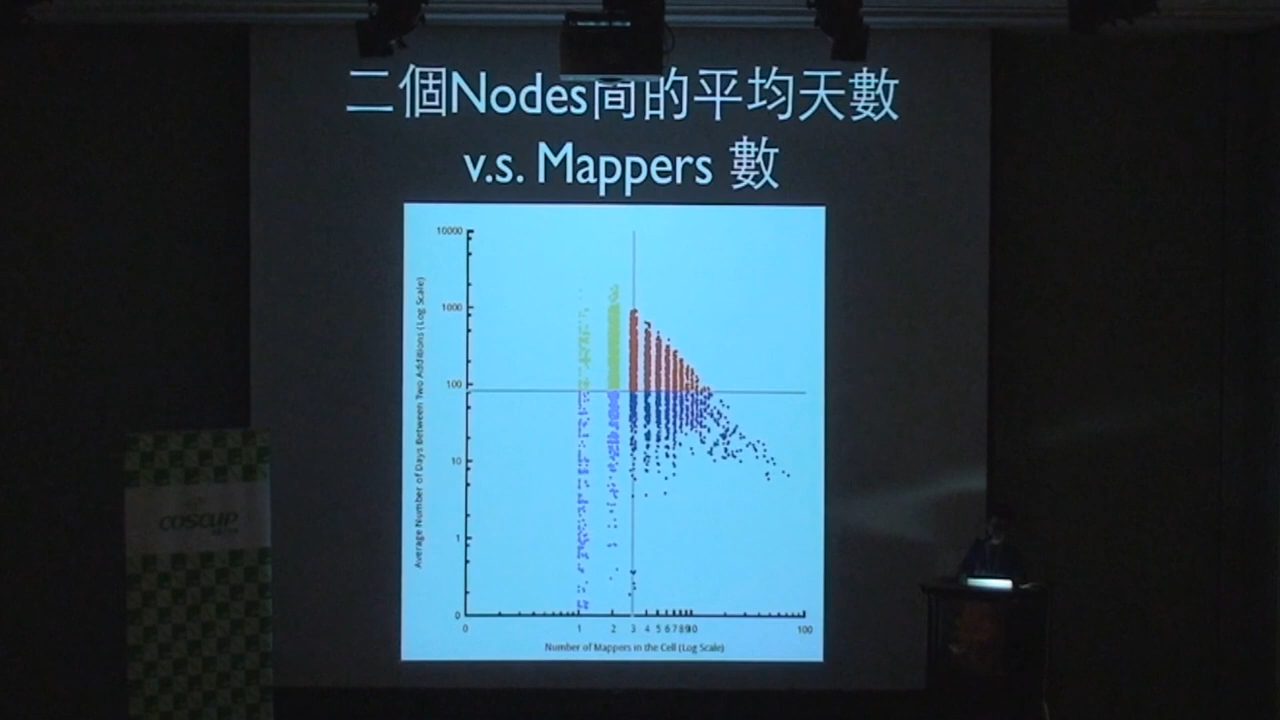 二個Nodes間的平均天數
v.s. Mappers 數
10000
1000
100
10
1
0
Average Number of Days Between Two Additions (Log Scale)
0 1 2 3 4 5 6 7 8 9 10 100
Number of Mappers in the Cell (Log Scale)
COSCUP